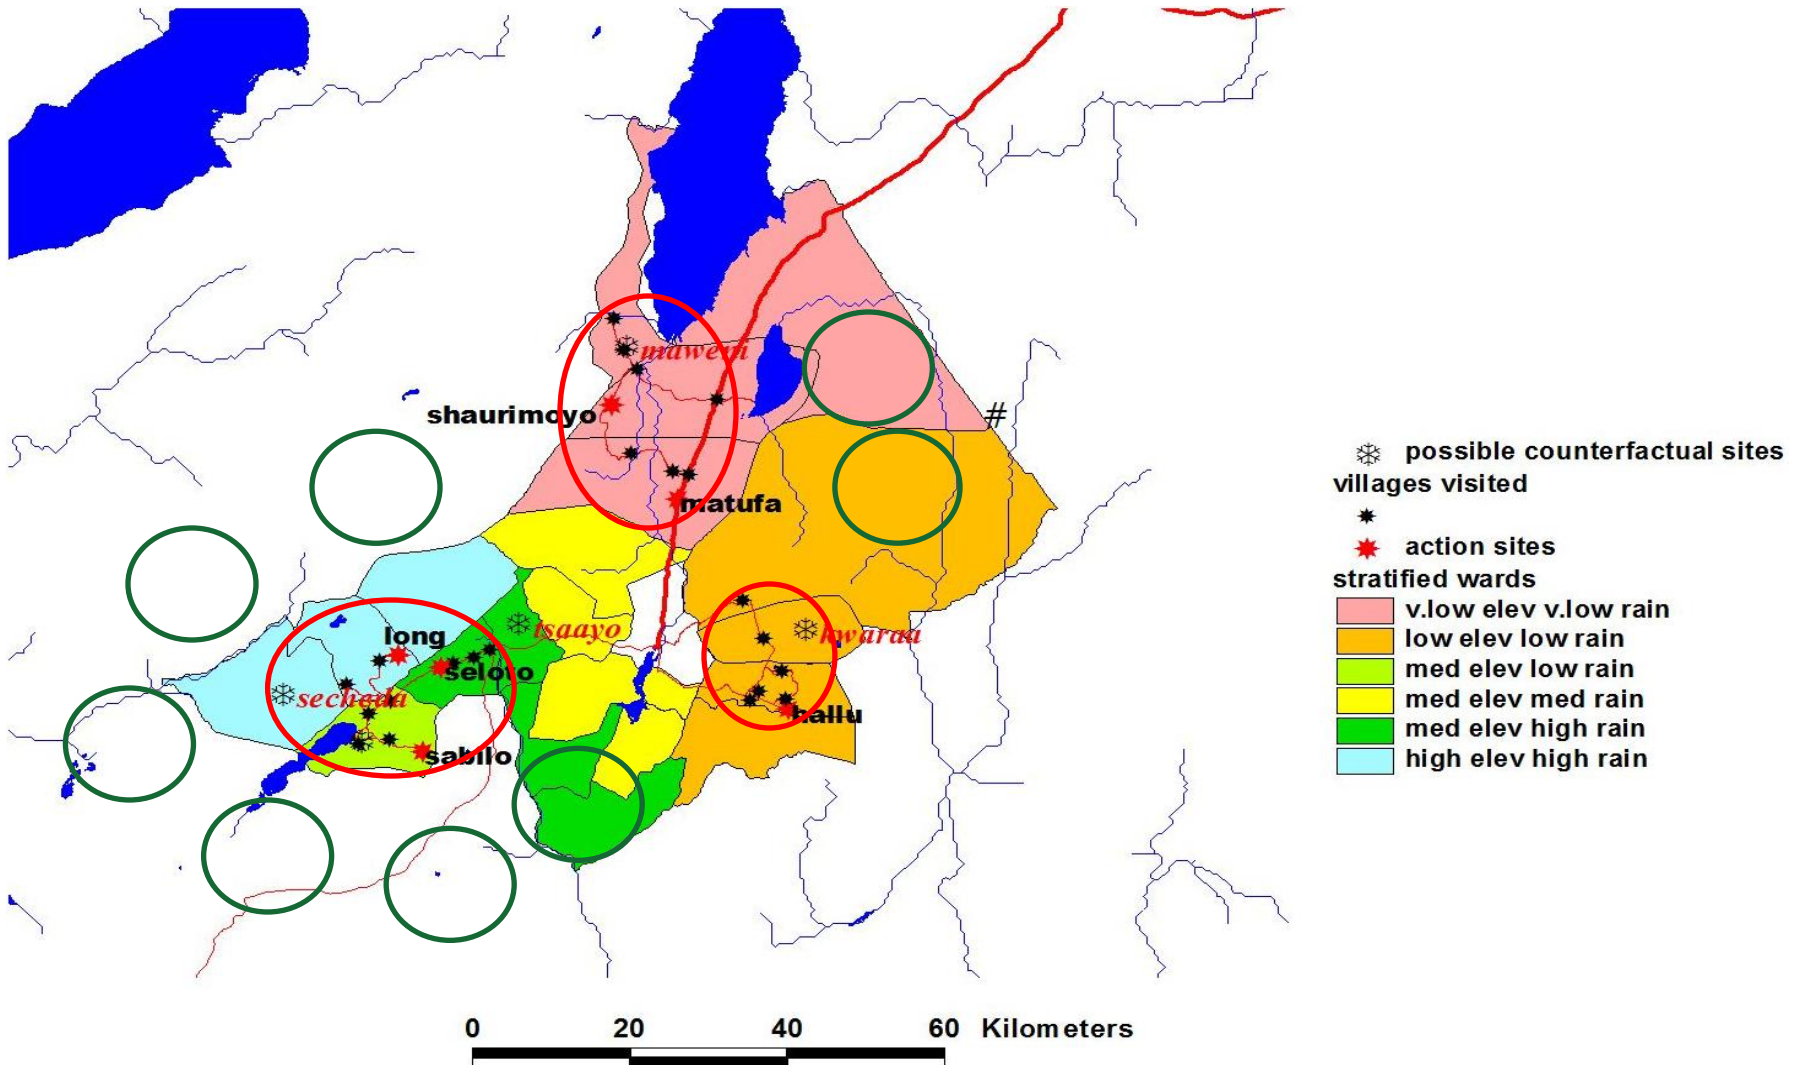 maweni
shaurimoyo
#
matufa
tsaayo
kwaraa
long
seloto
secheda
hallu
sabilo
possible counterfactual sites
villages visited
action sites
stratified wards
v.low elev v.low rain
low elev low rain
med elev low rain
med elev med rain
med elev high rain
high elev high rain
0 20 40 60 Kilometers